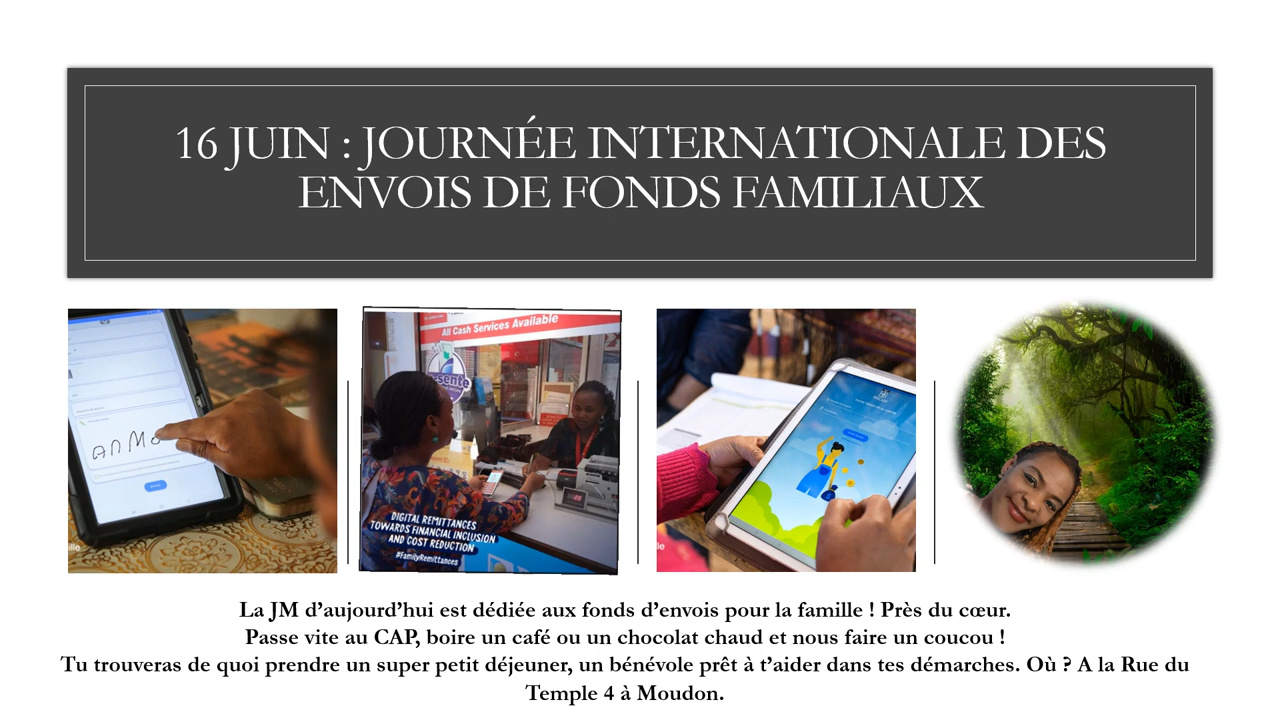 16 JUIN : JOURNÉE INTERNATIONALE DES
ENVOIS DE FONDS FAMILIAUX
All Cash Services Available
DIGITAL REMITTANCES
TOWARDS FINANCIAL INCLUSION
AND COST REDUCTION
#FamilyRemittances
La JM d’aujourd’hui est dédiée aux fonds d’envois pour la famille ! Près du cœur.
Passe vite au CAP, boire un café ou un chocolat chaud et nous faire un coucou !
Tu trouveras de quoi prendre un super petit déjeuner, un bénévole prêt à t’aider dans tes démarches. Où ? A la Rue du
Temple 4 à Moudon.